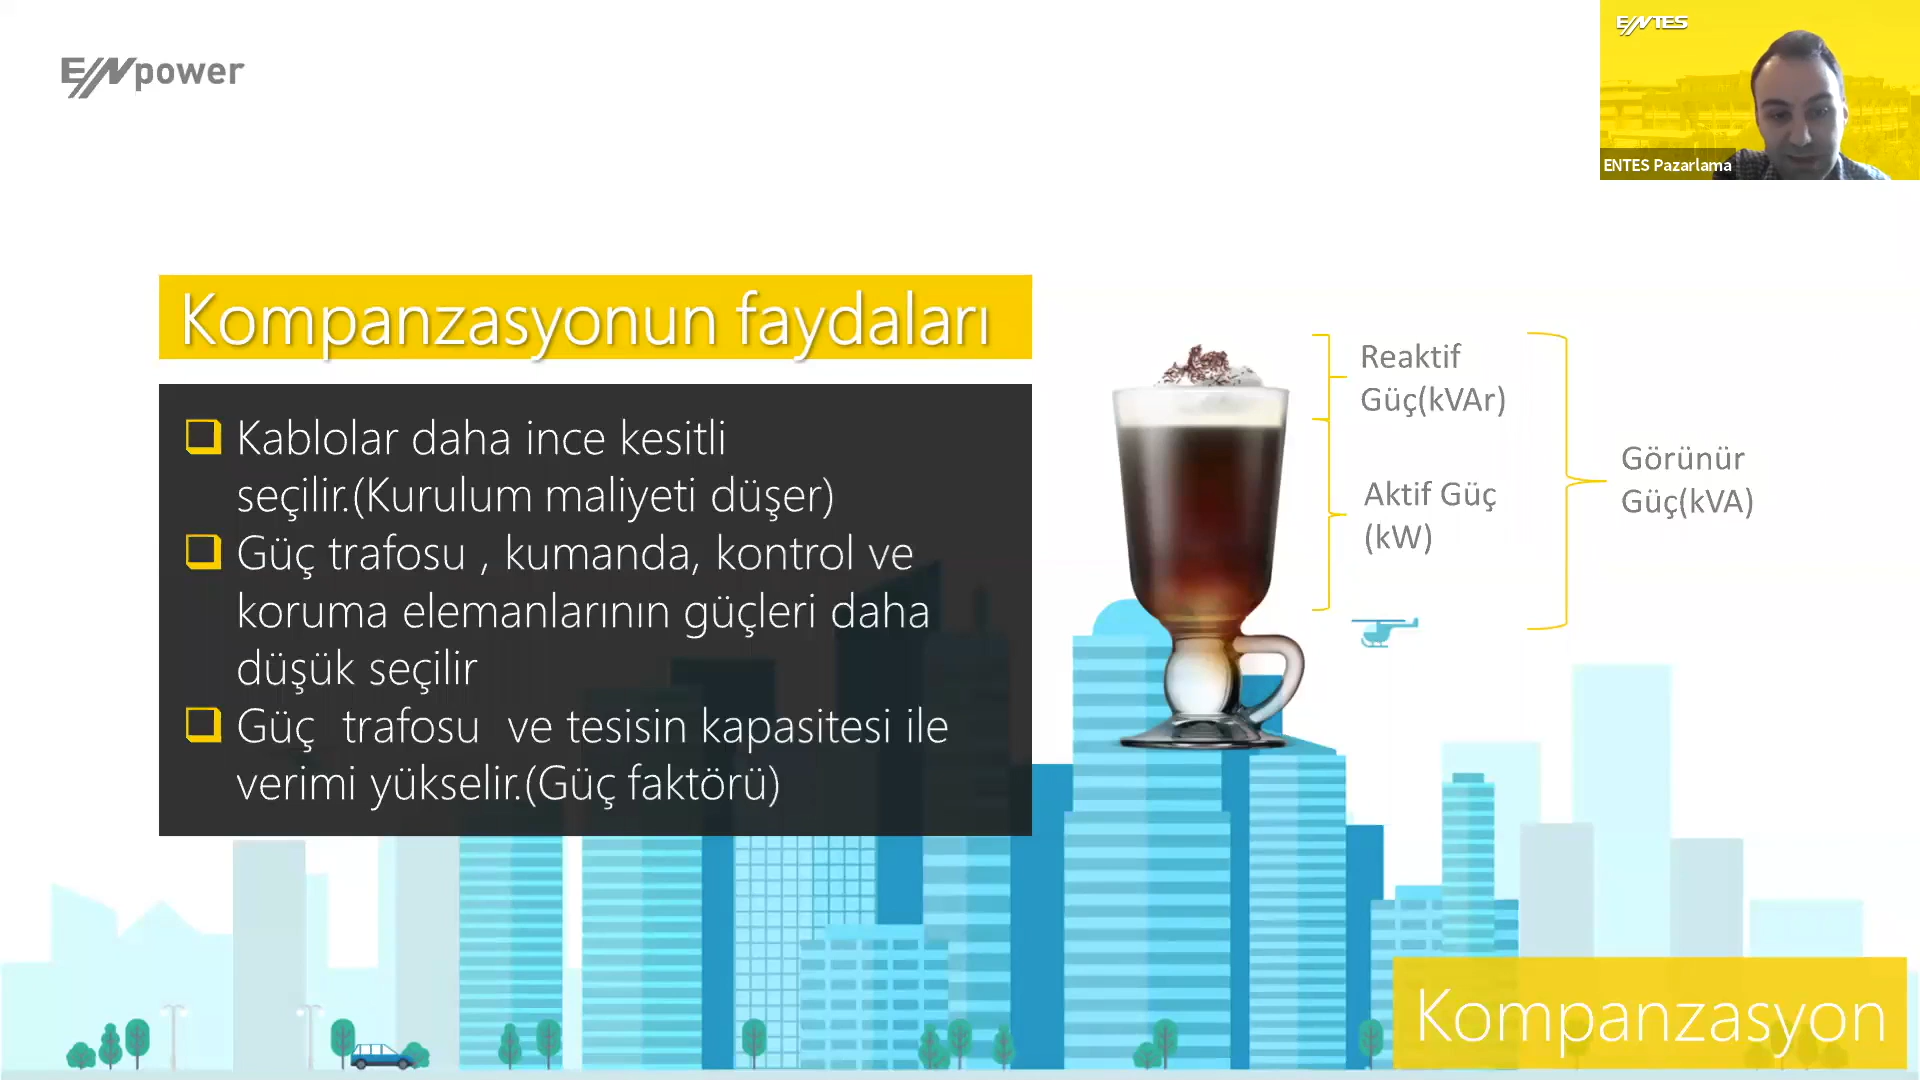 ENpower
ENTES
ENTES Pazarlama
Kompanzasyonun faydaları
Kablolar daha ince kesitli
seçilir.(Kurulum maliyeti düşer)
Güç trafosu , kumanda, kontrol ve
koruma elemanlarının güçleri daha
düşük seçilir
Güç  trafosu  ve tesisin kapasitesi ile
verimi yükselir.(Güç faktörü)
Reaktif
Güç(kVAr)
Aktif Güç
(kW)
Görünür
Güç(kVA)
Kompanzasyon